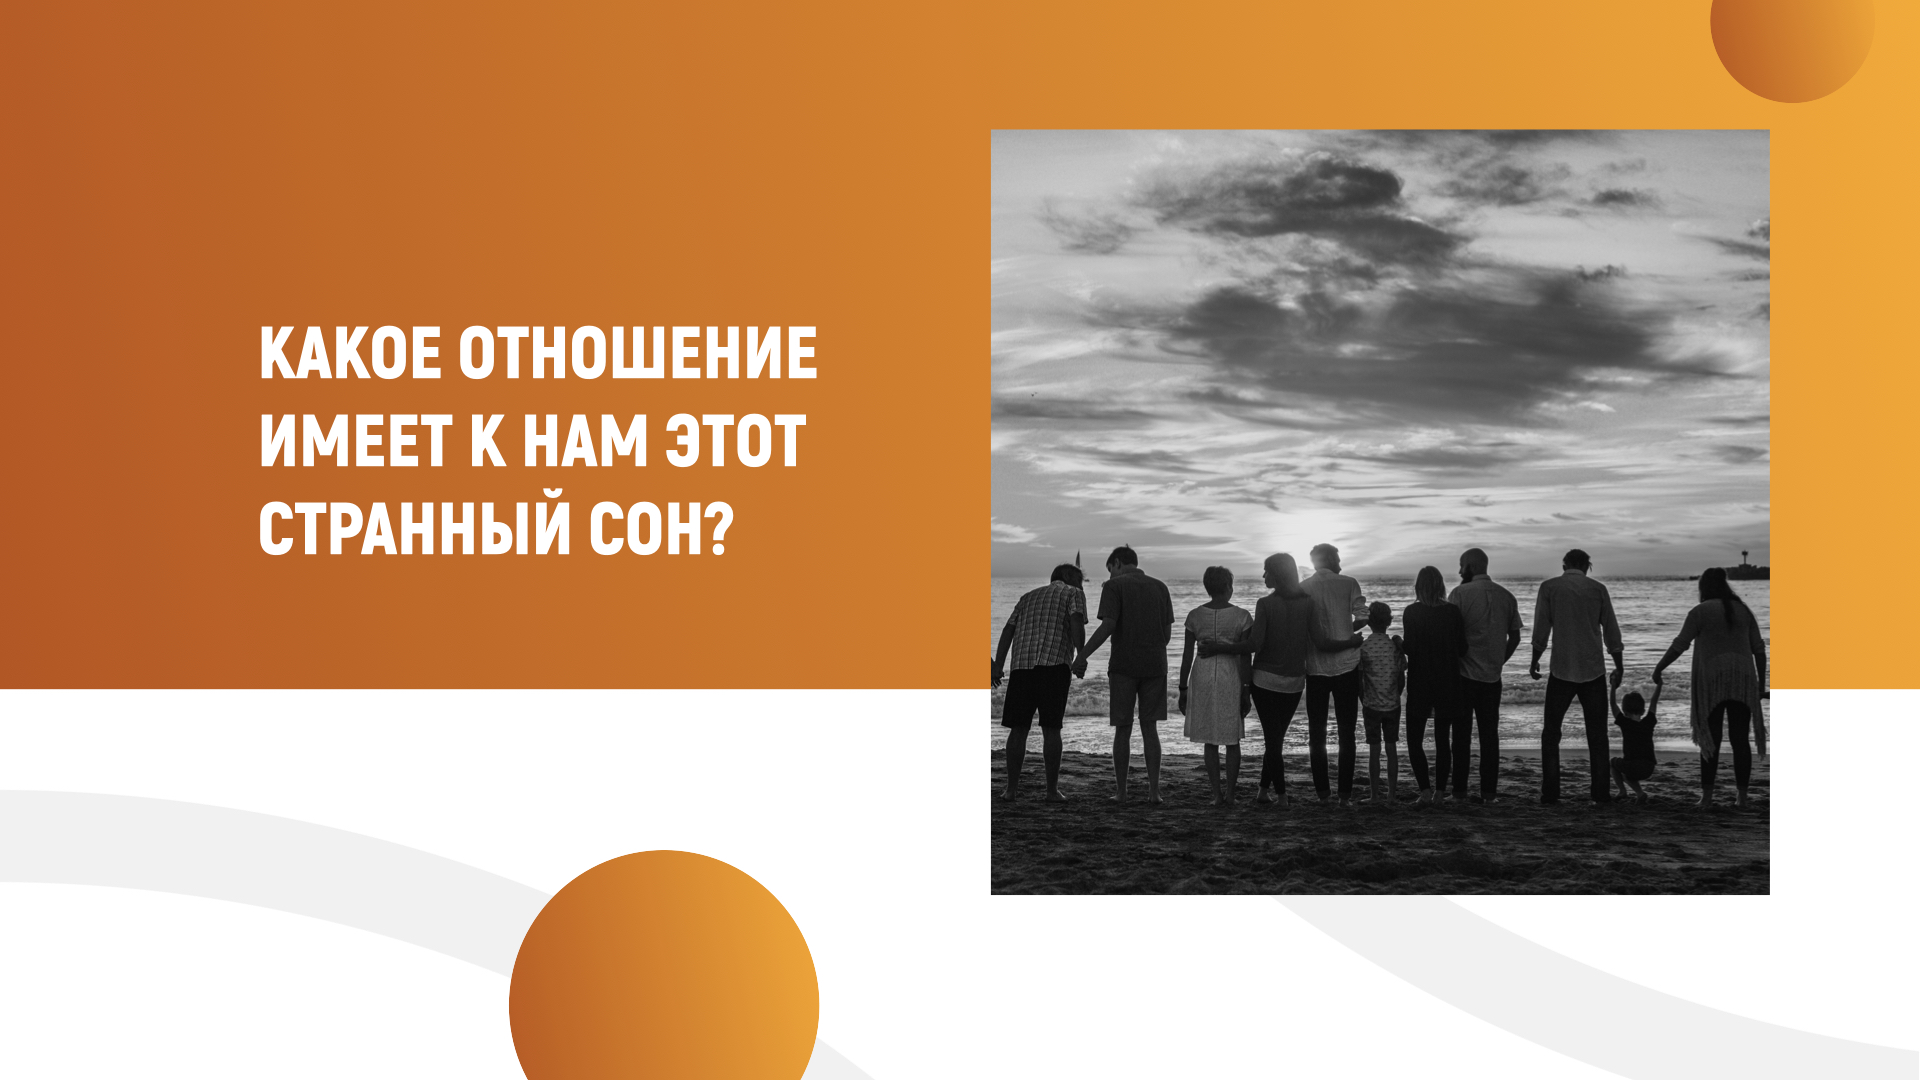 КАКОЕ ОТНОШЕНИЕ
ИМЕЕТ К НАМ ЭТОТ
СТРАННЫЙ СОН?